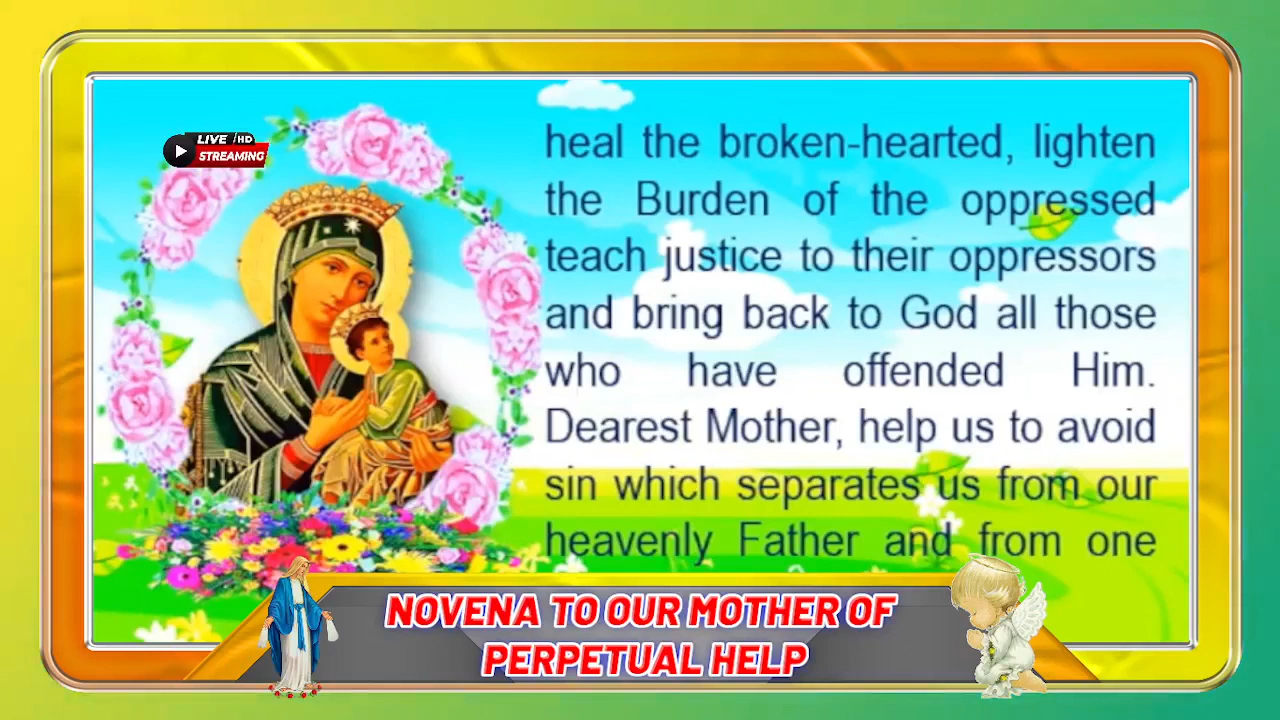 LIVE /HD
STREAMING
heal the broken-hearted, lighten
the Burden of the oppressed
teach justice to their oppressors
and bring back to God all those
who have offended Him.
Dearest Mother, help us to avoid
sin which separates us from our
heavenly Father and from one
NOVENA TO OUR MOTHER OF
PERPETUAL HELP